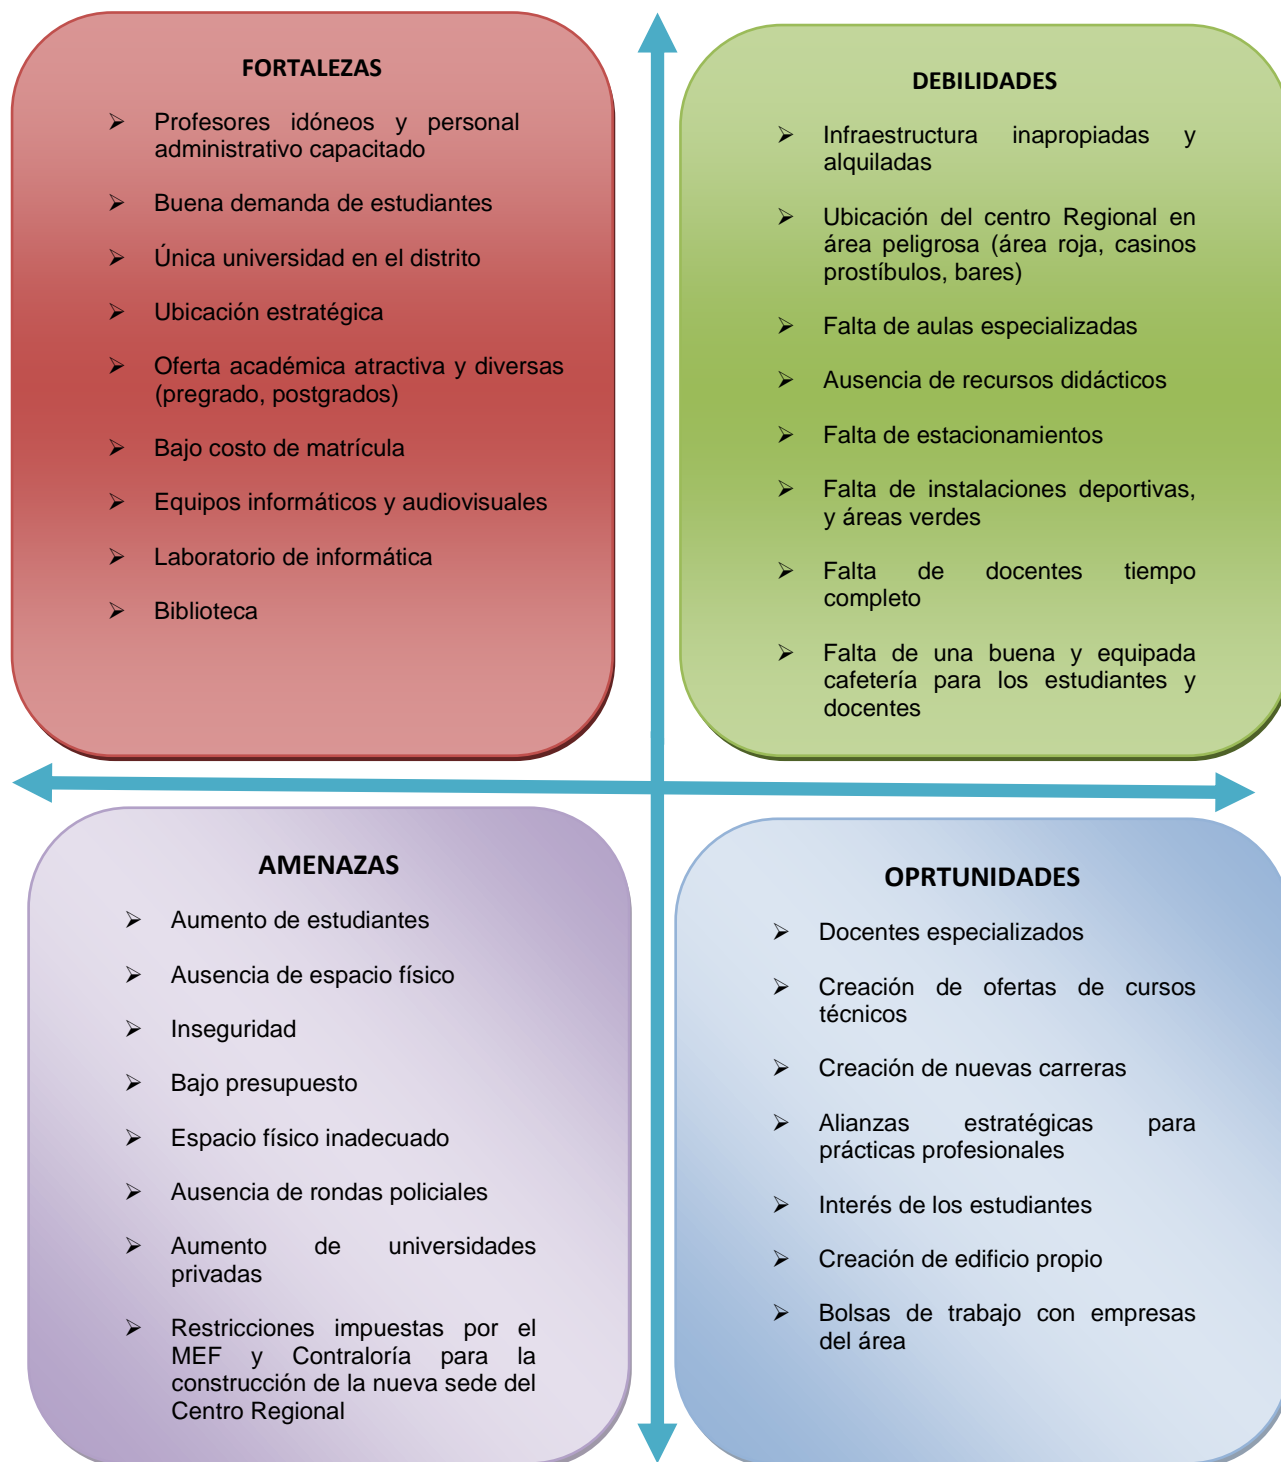 FORTALEZAS
➢ Profesores idóneos y personal
administrativo capacitado
➢ Buena demanda de estudiantes
➢ Única universidad en el distrito
➢ Ubicación estratégica
➢ Oferta académica atractiva y diversas
(pregrado, postgrados)
➢ Bajo costo de matrícula
➢ Equipos informáticos y audiovisuales
➢ Laboratorio de informática
➢ Biblioteca
DEBILIDADES
➢ Infraestructura inapropiadas y
alquiladas
➢ Ubicación del centro Regional en
área peligrosa (área roja, casinos
prostíbulos, bares)
➢ Falta de aulas especializadas
➢ Ausencia de recursos didácticos
➢ Falta de estacionamientos
➢ Falta de instalaciones deportivas,
y áreas verdes
➢ Falta de docentes tiempo
completo
➢ Falta de una buena y equipada
cafetería para los estudiantes y
docentes
AMENAZAS
➢ Aumento de estudiantes
➢ Ausencia de espacio físico
➢ Inseguridad
➢ Bajo presupuesto
➢ Espacio físico inadecuado
➢ Ausencia de rondas policiales
➢ Aumento de universidades
privadas
➢ Restricciones impuestas por el
MEF y Contraloría para la
construcción de la nueva sede del
Centro Regional
OPRTUNIDADES
➢ Docentes especializados
➢ Creación de ofertas de cursos
técnicos
➢ Creación de nuevas carreras
➢ Alianzas estratégicas para
prácticas profesionales
➢ Interés de los estudiantes
➢ Creación de edificio propio
➢ Bolsas de trabajo con empresas
del área